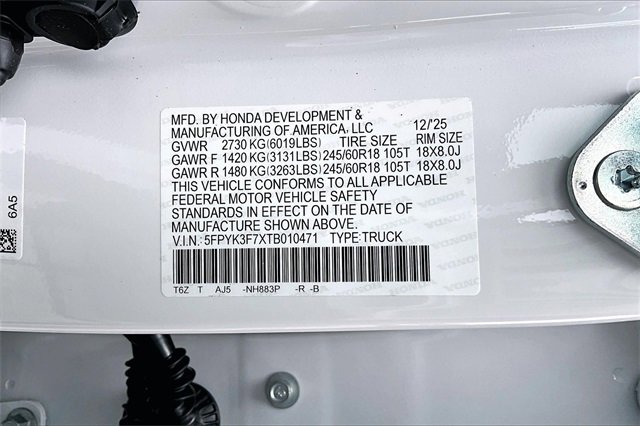 MFD. BY HONDA DEVELOPMENT &
MANUFACTURING OF AMERICA, LLC 12/'25
GVWR 2730 KG(6019LBS) TIRE SIZE RIM SIZE
GAWR F 1420 KG(3131LBS) 245/60R18 105T 18X8.0J
GAWR R 1480 KG(3263LBS) 245/60R18 105T 18X8.0J
THIS VEHICLE CONFORMS TO ALL APPLICABLE
FEDERAL MOTOR VEHICLE SAFETY
STANDARDS IN EFFECT ON THE DATE OF
MANUFACTURE SHOWN ABOVE.
V.I.N.: 5FPYK3F7XTB010471 TYPE:TRUCK
T6Z T AJ5 -NH883P -R -B
6A5